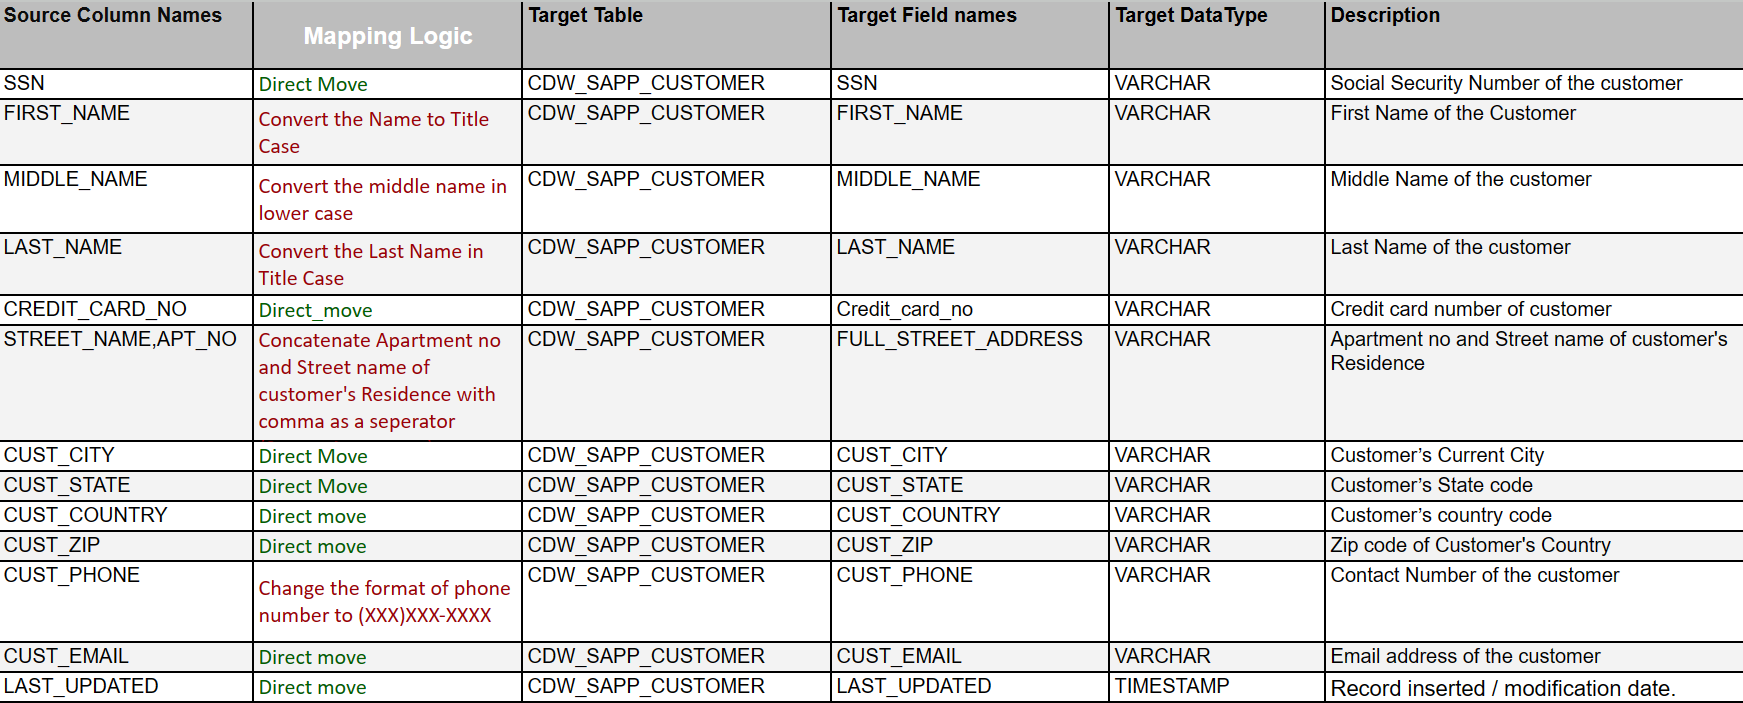 Source Column Names Mapping Logic Target Table Target Field names Target DataType Description
SSN Direct Move CDW_SAPP_CUSTOMER SSN VARCHAR Social Security Number of the customer
FIRST_NAME Convert the Name to Title CDW_SAPP_CUSTOMER FIRST_NAME VARCHAR First Name of the Customer
Case
MIDDLE_NAME Convert the middle name in CDW_SAPP_CUSTOMER MIDDLE_NAME VARCHAR Middle Name of the customer
lower case
LAST_NAME Convert the Last Name in CDW_SAPP_CUSTOMER LAST_NAME VARCHAR Last Name of the customer
Title Case
CREDIT_CARD_NO Direct_move CDW_SAPP_CUSTOMER Credit_card_no VARCHAR Credit card number of customer
STREET_NAME,APT_NO Concatenate Apartment no CDW_SAPP_CUSTOMER FULL_STREET_ADDRESS VARCHAR Apartment no and Street name of customer's
and Street name of Residence
customer's Residence with
comma as a seperator
CUST_CITY Direct Move CDW_SAPP_CUSTOMER CUST_CITY VARCHAR Customer’s Current City
CUST_STATE Direct Move CDW_SAPP_CUSTOMER CUST_STATE VARCHAR Customer’s State code
CUST_COUNTRY Direct move CDW_SAPP_CUSTOMER CUST_COUNTRY VARCHAR Customer’s country code
CUST_ZIP Direct move CDW_SAPP_CUSTOMER CUST_ZIP VARCHAR Zip code of Customer's Country
CUST_PHONE Change the format of phone CDW_SAPP_CUSTOMER CUST_PHONE VARCHAR Contact Number of the customer
number to (XXX)XXX-XXXX
CUST_EMAIL Direct move CDW_SAPP_CUSTOMER CUST_EMAIL VARCHAR Email address of the customer
LAST_UPDATED Direct move CDW_SAPP_CUSTOMER LAST_UPDATED TIMESTAMP Record inserted / modification date.